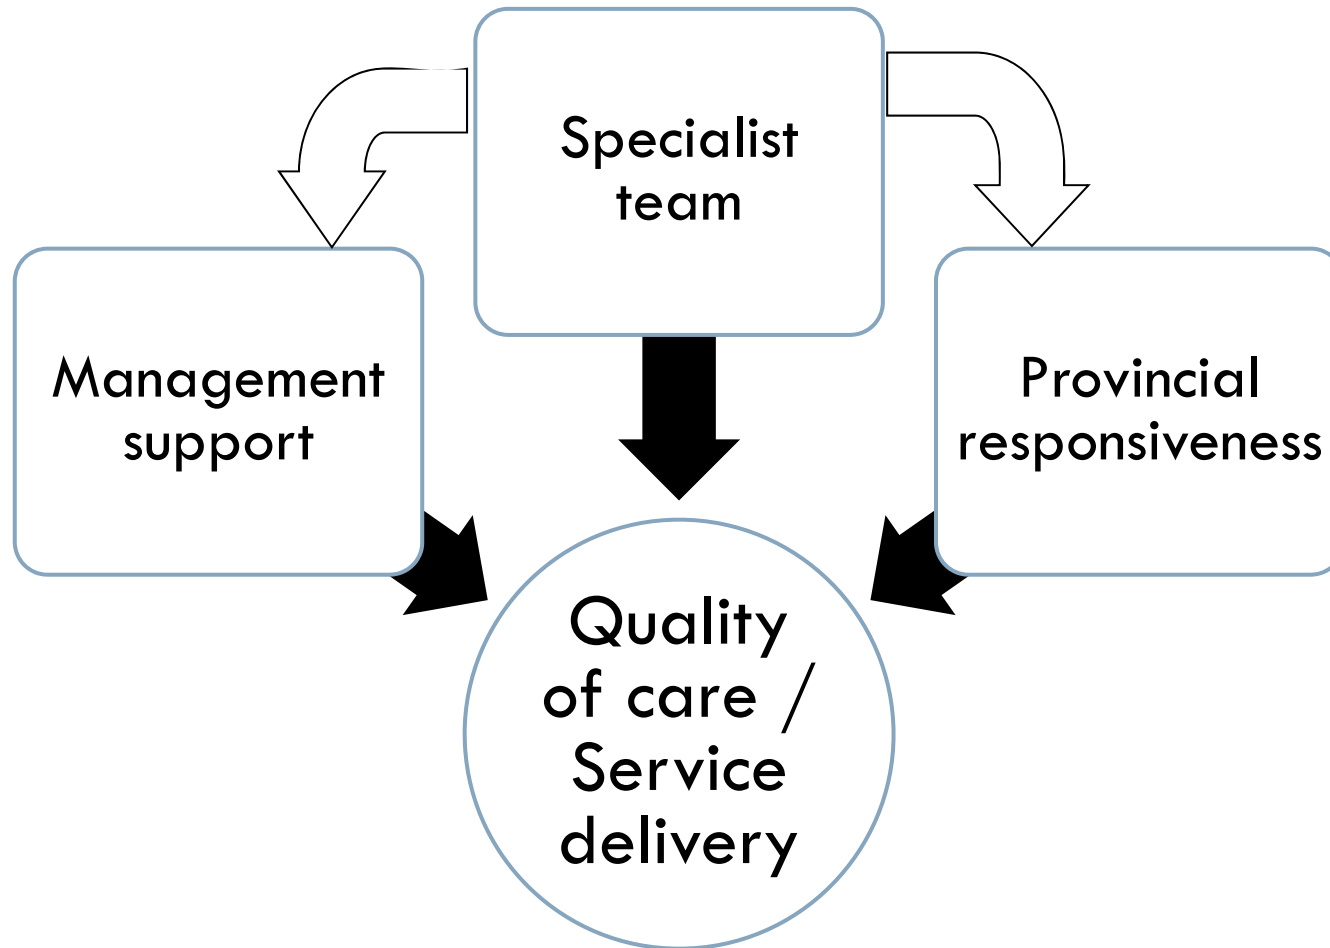 Specialist
team
Management
support
Provincial
responsiveness
Quality
of care /
Service
delivery